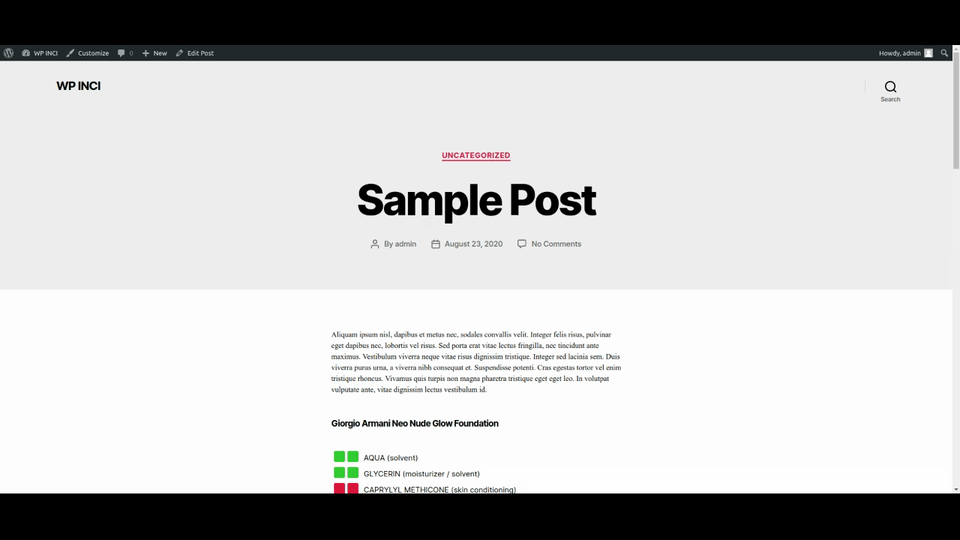 WP INCI Customize 0 New Edit Post Howdy, admin
WP INCI
Search
UNCATEGORIZED
Sample Post
By admin August 23, 2020 No Comments
Aliquam ipsum nisl, dapibus et metus nec, sodales convallis velit. Integer felis risus, pulvinar
eget dapibus nec, lobortis vel risus. Sed porta erat vitae lectus fringilla, nec tincidunt ante
maximus. Vestibulum viverra neque vitae risus dignissim tristique. Integer sed lacinia sem. Duis
viverra purus urna, a viverra nibh consequat et. Suspendisse potenti. Cras egestas tortor vel enim
tristique rhoncus. Vivamus quis turpis non magna pharetra tristique eget eget leo. In volutpat
vulputate ante, vitae dignissim lectus vestibulum id.
Giorgio Armani Neo Nude Glow Foundation
AQUA (solvent)
GLYCERIN (moisturizer / solvent)
CAPRYLYL METHICONE (skin conditioning)